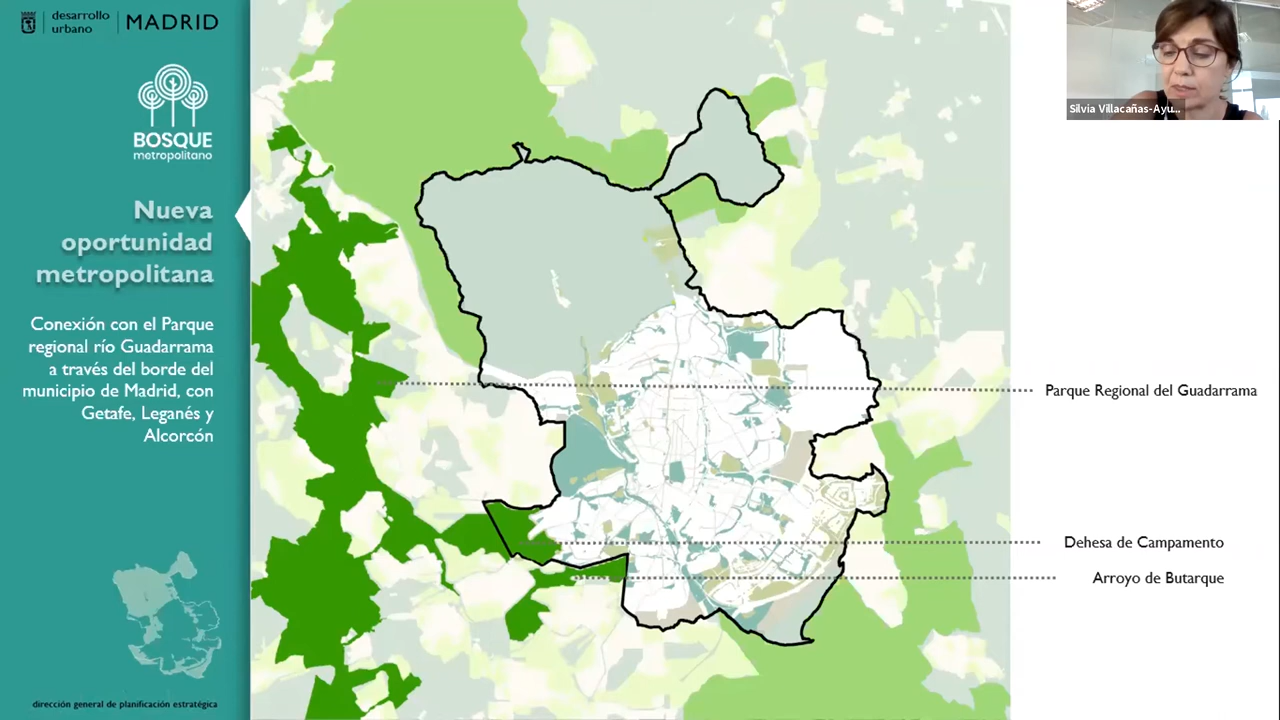 desarrollo
urbano
MADRID
BOSQUE
metropolitano
Nueva
oportunidad
metropolitana
Conexión con el Parque
regional río Guadarrama
a través del borde del
municipio de Madrid, con
Getafe, Leganés y
Alcorcón
dirección general de planificación estratégica
Silvia Villacañas-Ayu...
Parque Regional del Guadarrama
Dehesa de Campamento
Arroyo de Butarque